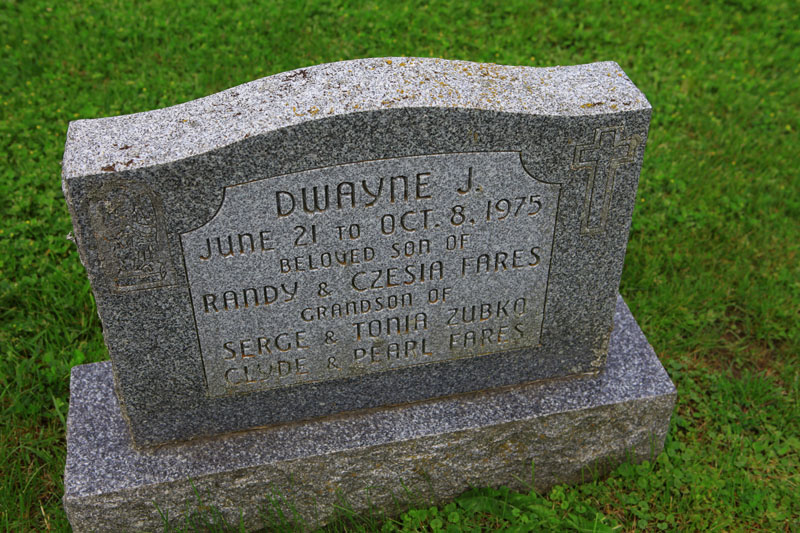 DWAYNE J.
JUNE 21 TO OCT. 8. 1975
BELOVED SON OF
RANDY & CZESIA FARES
GRANDSON OF
SERGE & TONIA ZUBKO
CLYDE & PEARL FARES